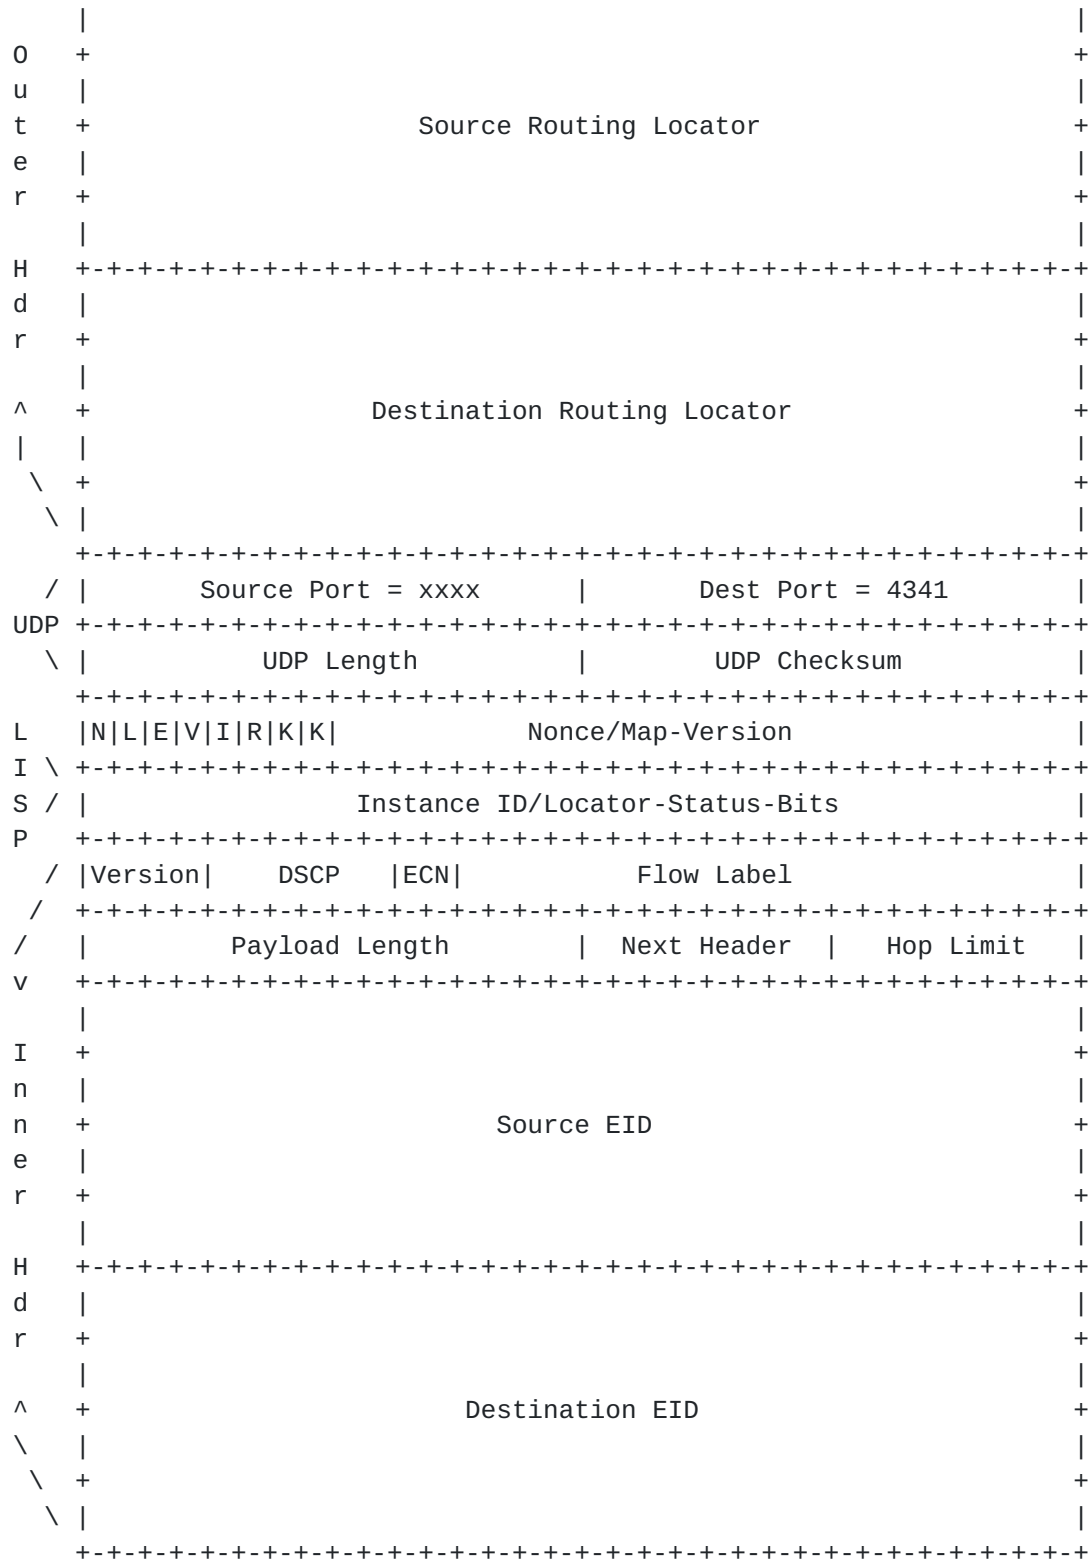 |                                                               |
O    +                                                               +
u    |                                                               |
t    +                     Source Routing Locator                    +
e    |                                                               |
r    +                                                               +
     |                                                               |
H    +-+-+-+-+-+-+-+-+-+-+-+-+-+-+-+-+-+-+-+-+-+-+-+-+-+-+-+-+-+-+-+-+
d    |                                                               |
r    +                                                               +
     |                                                               |
^    +                  Destination Routing Locator                  +
|    |                                                               |
 \   +                                                               +
  \  |                                                               |
     +-+-+-+-+-+-+-+-+-+-+-+-+-+-+-+-+-+-+-+-+-+-+-+-+-+-+-+-+-+-+-+-+
  /  |       Source Port = xxxx      |       Dest Port = 4341        |
UDP  +-+-+-+-+-+-+-+-+-+-+-+-+-+-+-+-+-+-+-+-+-+-+-+-+-+-+-+-+-+-+-+-+
  \  |           UDP Length          |        UDP Checksum           |
     +-+-+-+-+-+-+-+-+-+-+-+-+-+-+-+-+-+-+-+-+-+-+-+-+-+-+-+-+-+-+-+-+
L    |N|L|E|V|I|R|K|K|            Nonce/Map-Version                  |
I \  +-+-+-+-+-+-+-+-+-+-+-+-+-+-+-+-+-+-+-+-+-+-+-+-+-+-+-+-+-+-+-+-+
S /  |                 Instance ID/Locator-Status-Bits               |
P    +-+-+-+-+-+-+-+-+-+-+-+-+-+-+-+-+-+-+-+-+-+-+-+-+-+-+-+-+-+-+-+-+
  /  |Version|    DSCP   |ECN|           Flow Label                  |
 /   +-+-+-+-+-+-+-+-+-+-+-+-+-+-+-+-+-+-+-+-+-+-+-+-+-+-+-+-+-+-+-+-+
/    |         Payload Length        |  Next Header  |   Hop Limit   |
v    +-+-+-+-+-+-+-+-+-+-+-+-+-+-+-+-+-+-+-+-+-+-+-+-+-+-+-+-+-+-+-+-+
     |                                                               |
I    +                                                               +
n    |                                                               |
n    +                          Source EID                           +
e    |                                                               |
r    +                                                               +
     |                                                               |
H    +-+-+-+-+-+-+-+-+-+-+-+-+-+-+-+-+-+-+-+-+-+-+-+-+-+-+-+-+-+-+-+-+
d    |                                                               |
r    +                                                               +
     |                                                               |
^    +                        Destination EID                        +
\    |                                                               |
 \   +                                                               +
  \  |                                                               |
     +-+-+-+-+-+-+-+-+-+-+-+-+-+-+-+-+-+-+-+-+-+-+-+-+-+-+-+-+-+-+-+-+